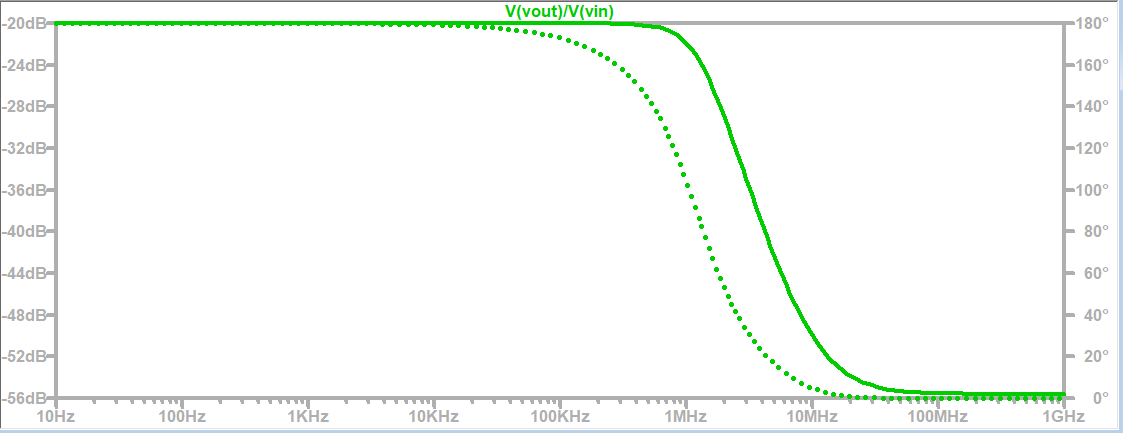 V(vout)/V(vin)
-20dB 180°
-24dB 160°
-28dB 140°
-32dB 120°
-36dB 100°
-40dB 80°
-44dB 60°
-48dB 40°
-52dB 20°
-56dB 0°
10Hz 100Hz 1KHz 10KHz 100KHz 1MHz 10MHz 100MHz 1GHz